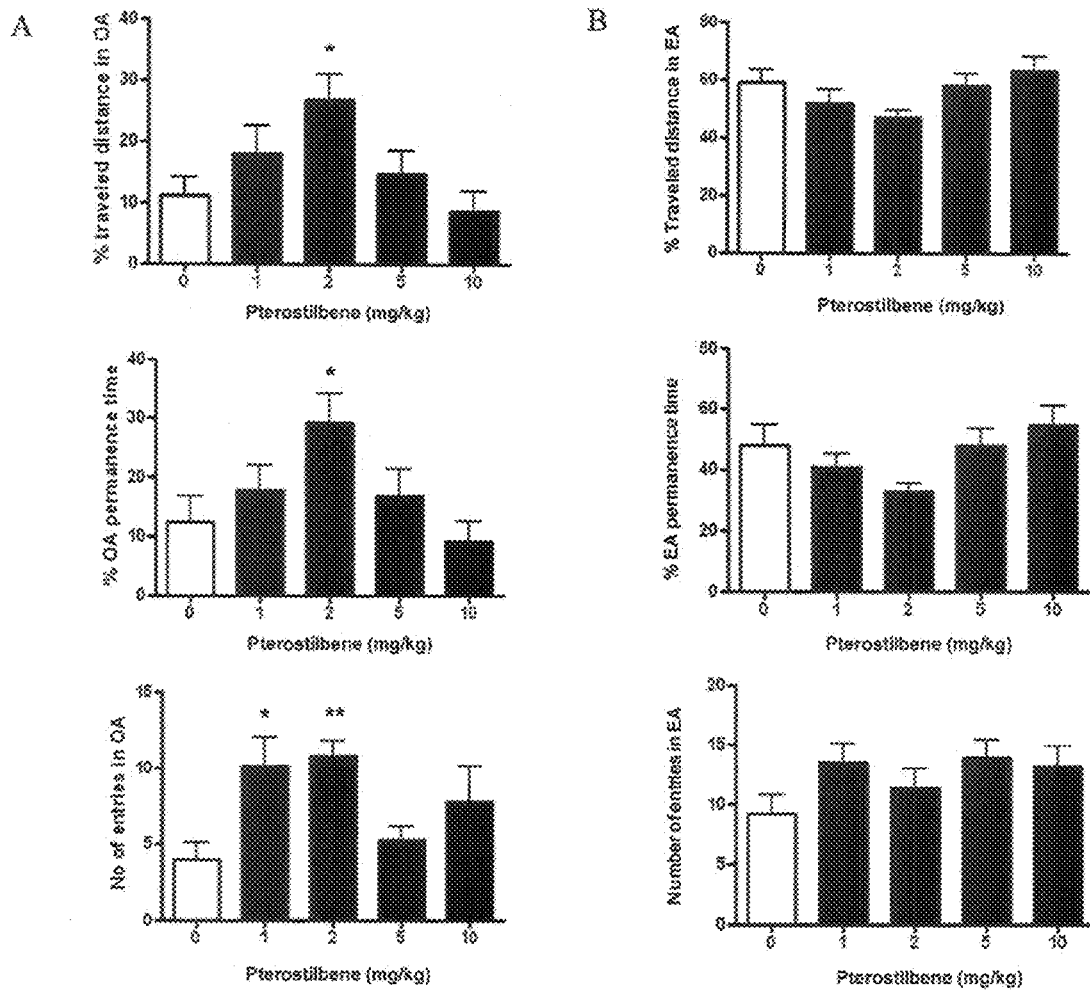 A
% traveled distance in OA
40
30
20
10
0
*
0 1 2 5 10
Pterostilbene (mg/kg)
% OA permanence time
40
30
20
10
0
*
0 1 2 5 10
Pterostilbene (mg/kg)
No of entries in OA
15
10
5
0
* **
0 1 2 5 10
Pterostilbene (mg/kg)
B
% Traveled distance in EA
80
60
40
20
0
0 1 2 5 10
Pterostilbene (mg/kg)
% EA permanence time
80
60
40
20
0
0 1 2 5 10
Pterostilbene (mg/kg)
Number of entries in EA
20
15
10
5
0
0 1 2 5 10
Pterostilbene (mg/kg)